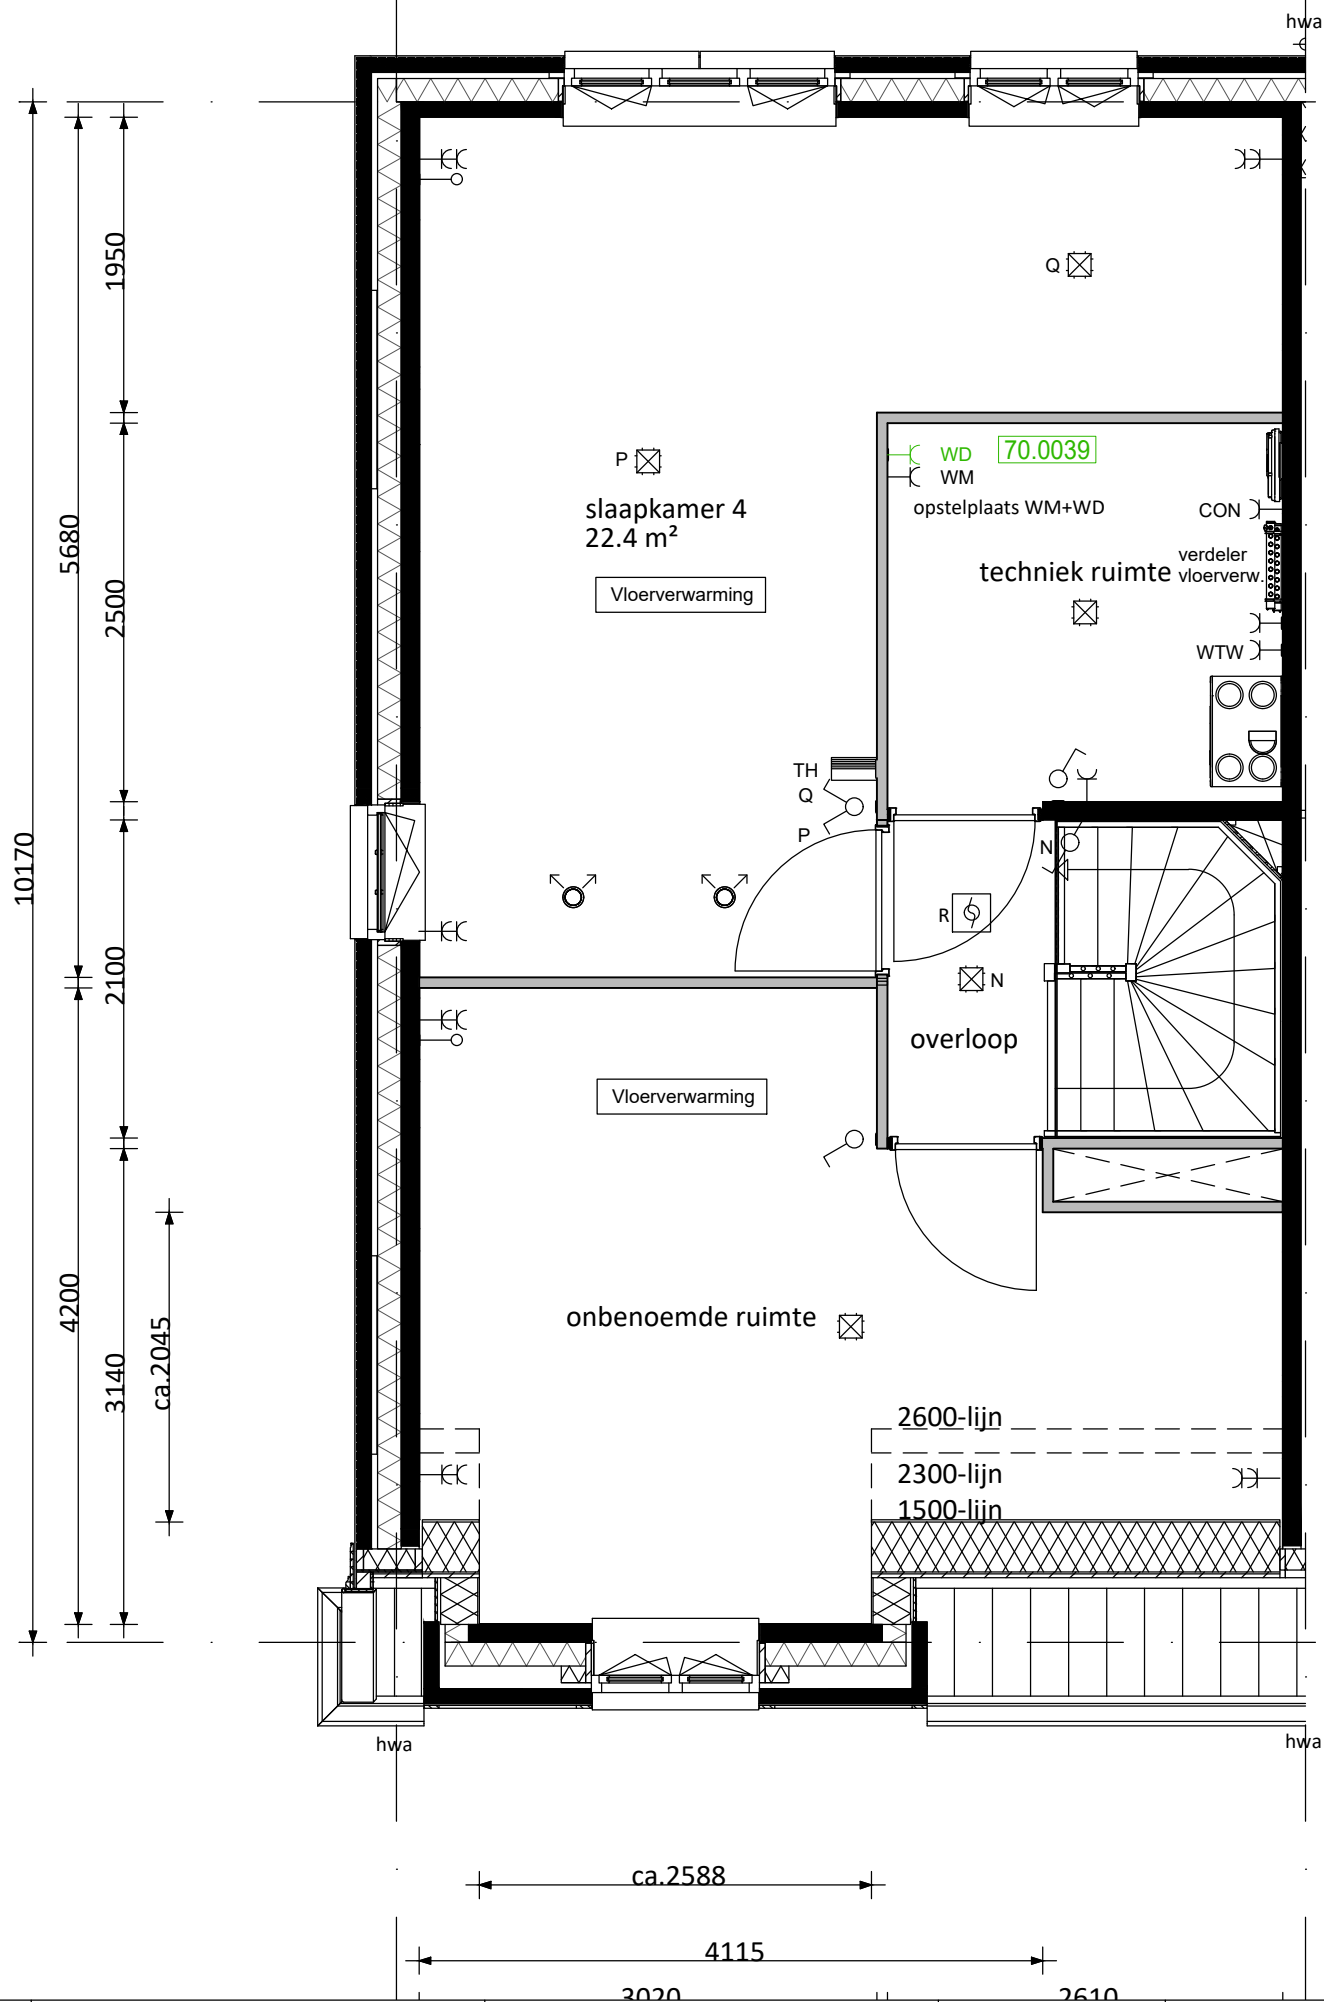 hwa
1950
Q
P
WD
70.0039
WM
slaapkamer 4
22.4 m²
opstelplaats WM+WD
CON
5680
2500
verdeler
vloerverw.
techniek ruimte
Vloerverwarming
WTW
TH
Q
P
N
10170
R
2100
N
overloop
Vloerverwarming
4200
3140
ca.2045
onbenoemde ruimte
2600-lijn
2300-lijn
1500-lijn
hwa
hwa
ca.2588
4115
3020
2610